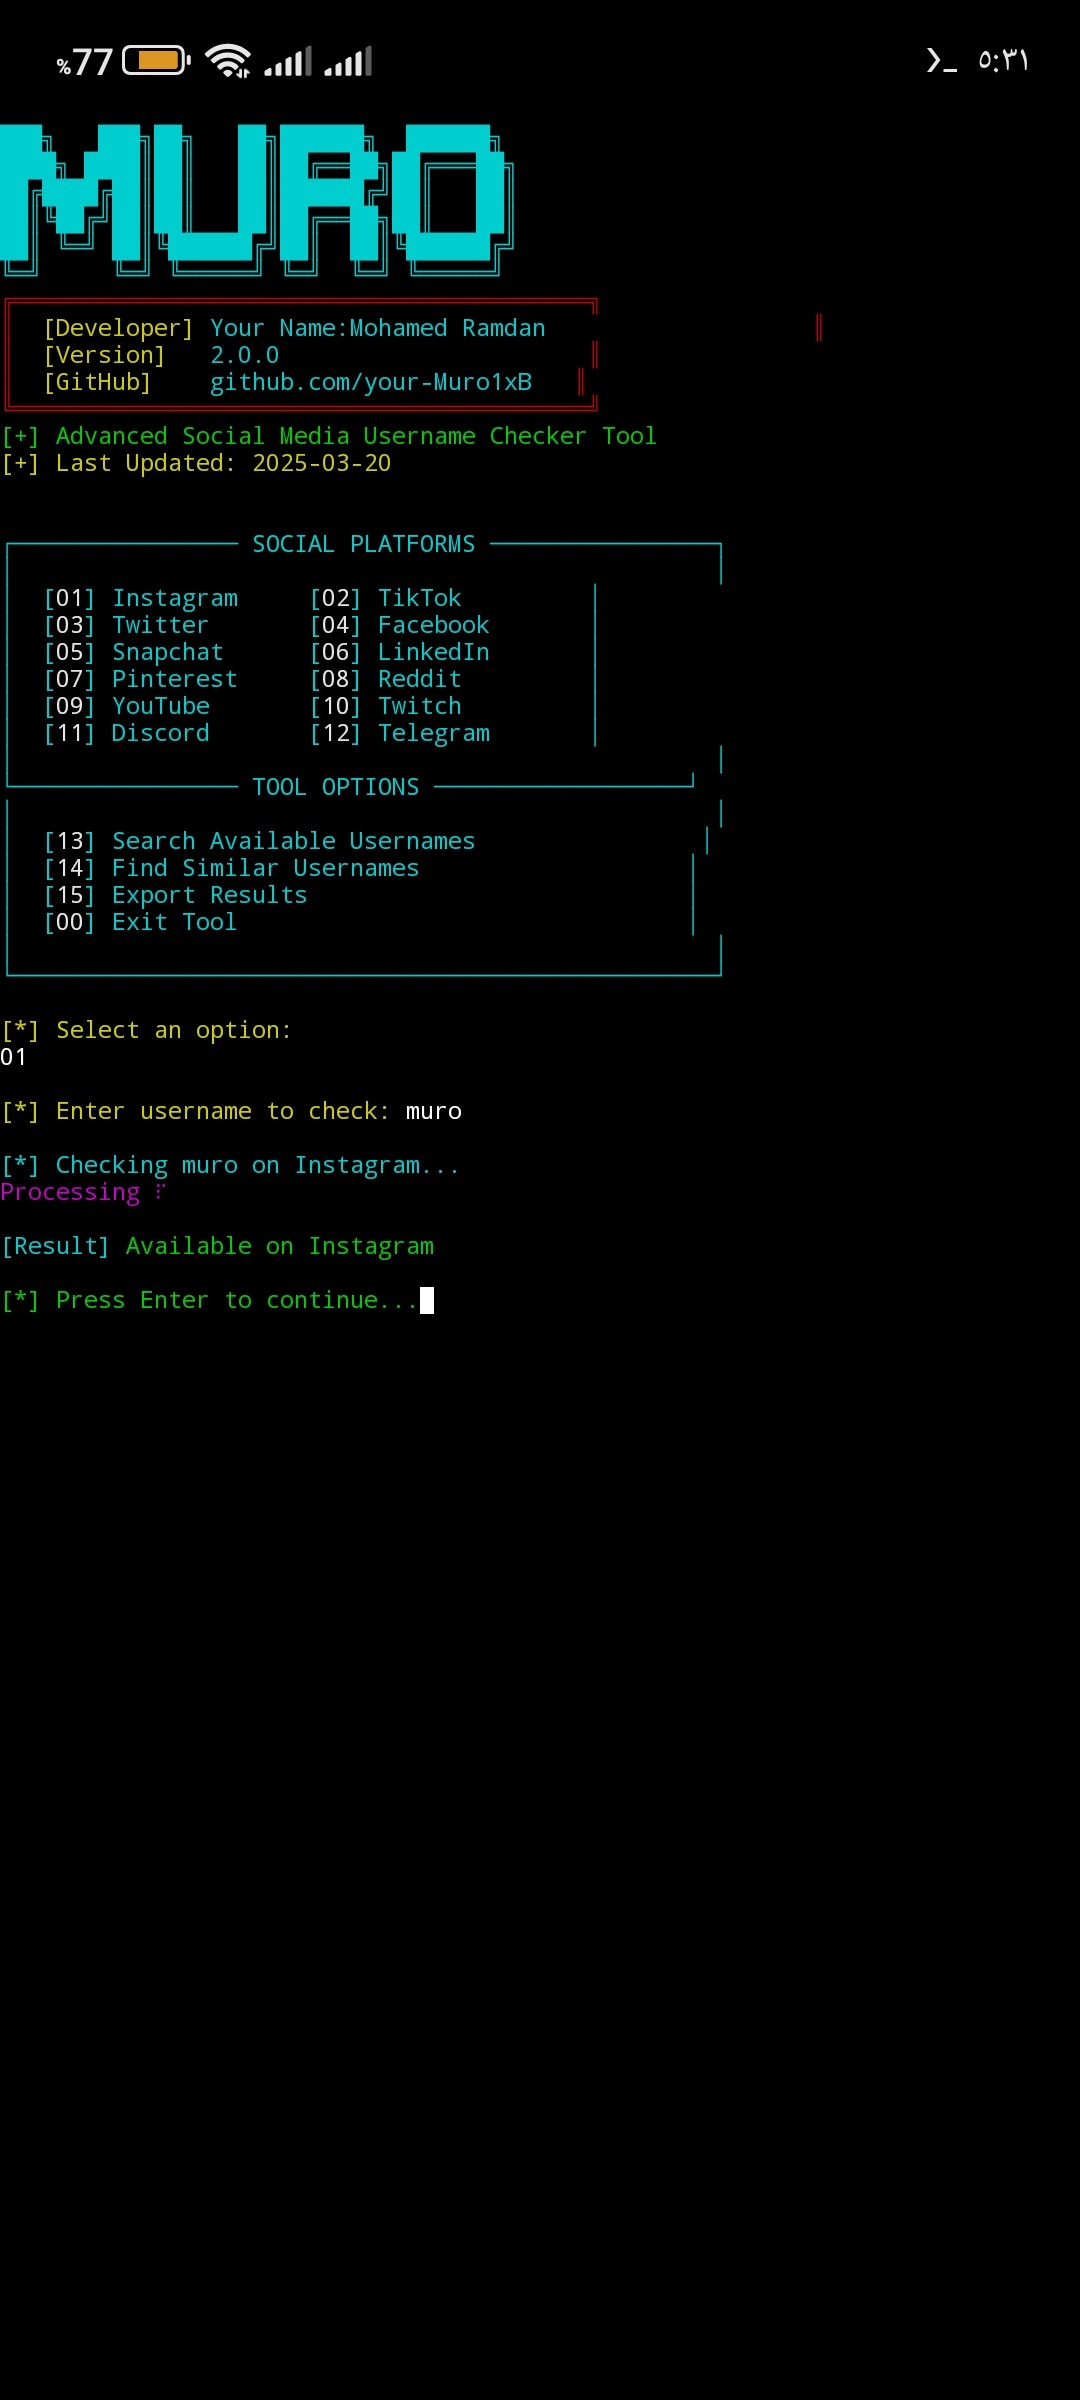 %77 ٥:٣١
MURO
[Developer] Your Name:Mohamed Ramdan
[Version] 2.0.0
[GitHub] github.com/your-Muro1xB
[+] Advanced Social Media Username Checker Tool
[+] Last Updated: 2025-03-20
SOCIAL PLATFORMS
[01] Instagram [02] TikTok
[03] Twitter [04] Facebook
[05] Snapchat [06] LinkedIn
[07] Pinterest [08] Reddit
[09] YouTube [10] Twitch
[11] Discord [12] Telegram
TOOL OPTIONS
[13] Search Available Usernames
[14] Find Similar Usernames
[15] Export Results
[00] Exit Tool
[*] Select an option:
01
[*] Enter username to check: muro
[*] Checking muro on Instagram...
Processing
[Result] Available on Instagram
[*] Press Enter to continue...